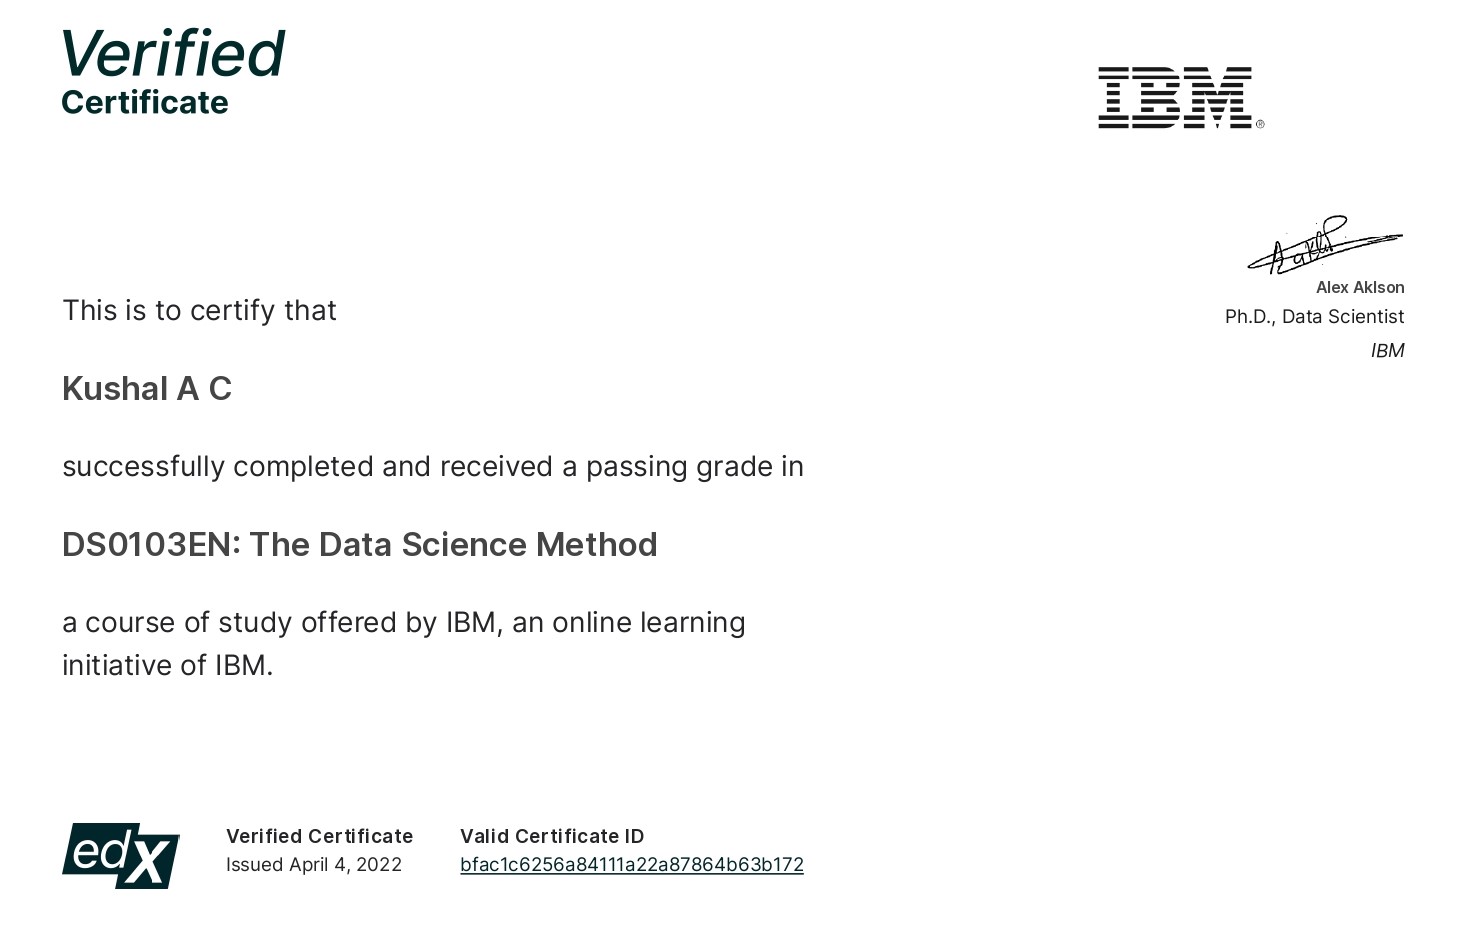 Verified
Certificate
IBM®
Alex Aklson
Ph.D., Data Scientist
IBM
This is to certify that
Kushal A C
successfully completed and received a passing grade in
DS0103EN: The Data Science Method
a course of study offered by IBM, an online learning
initiative of IBM.
edX
Verified Certificate
Issued April 4, 2022
Valid Certificate ID
bfac1c6256a84111a22a87864b63b172